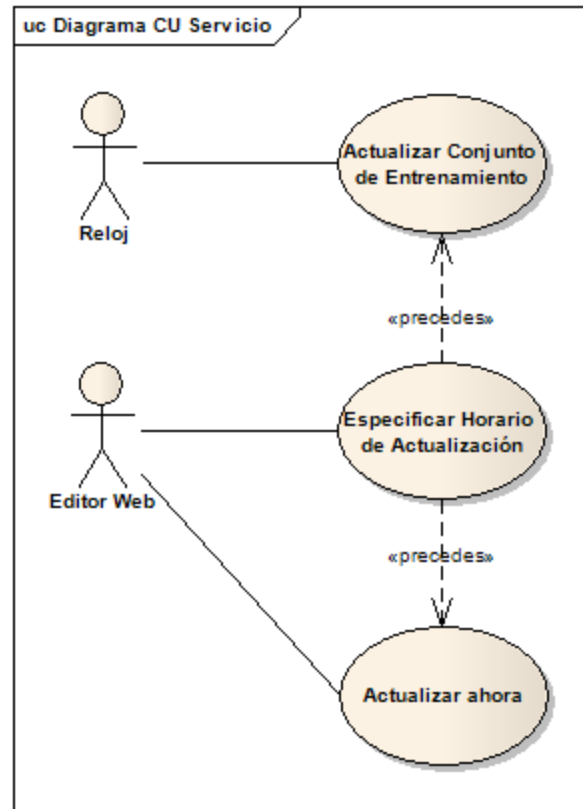 uc Diagrama CU Servicio
Actualizar Conjunto
de Entrenamiento
Reloj
«precedes»
Especificar Horario
de Actualización
Editor Web
«precedes»
Actualizar ahora